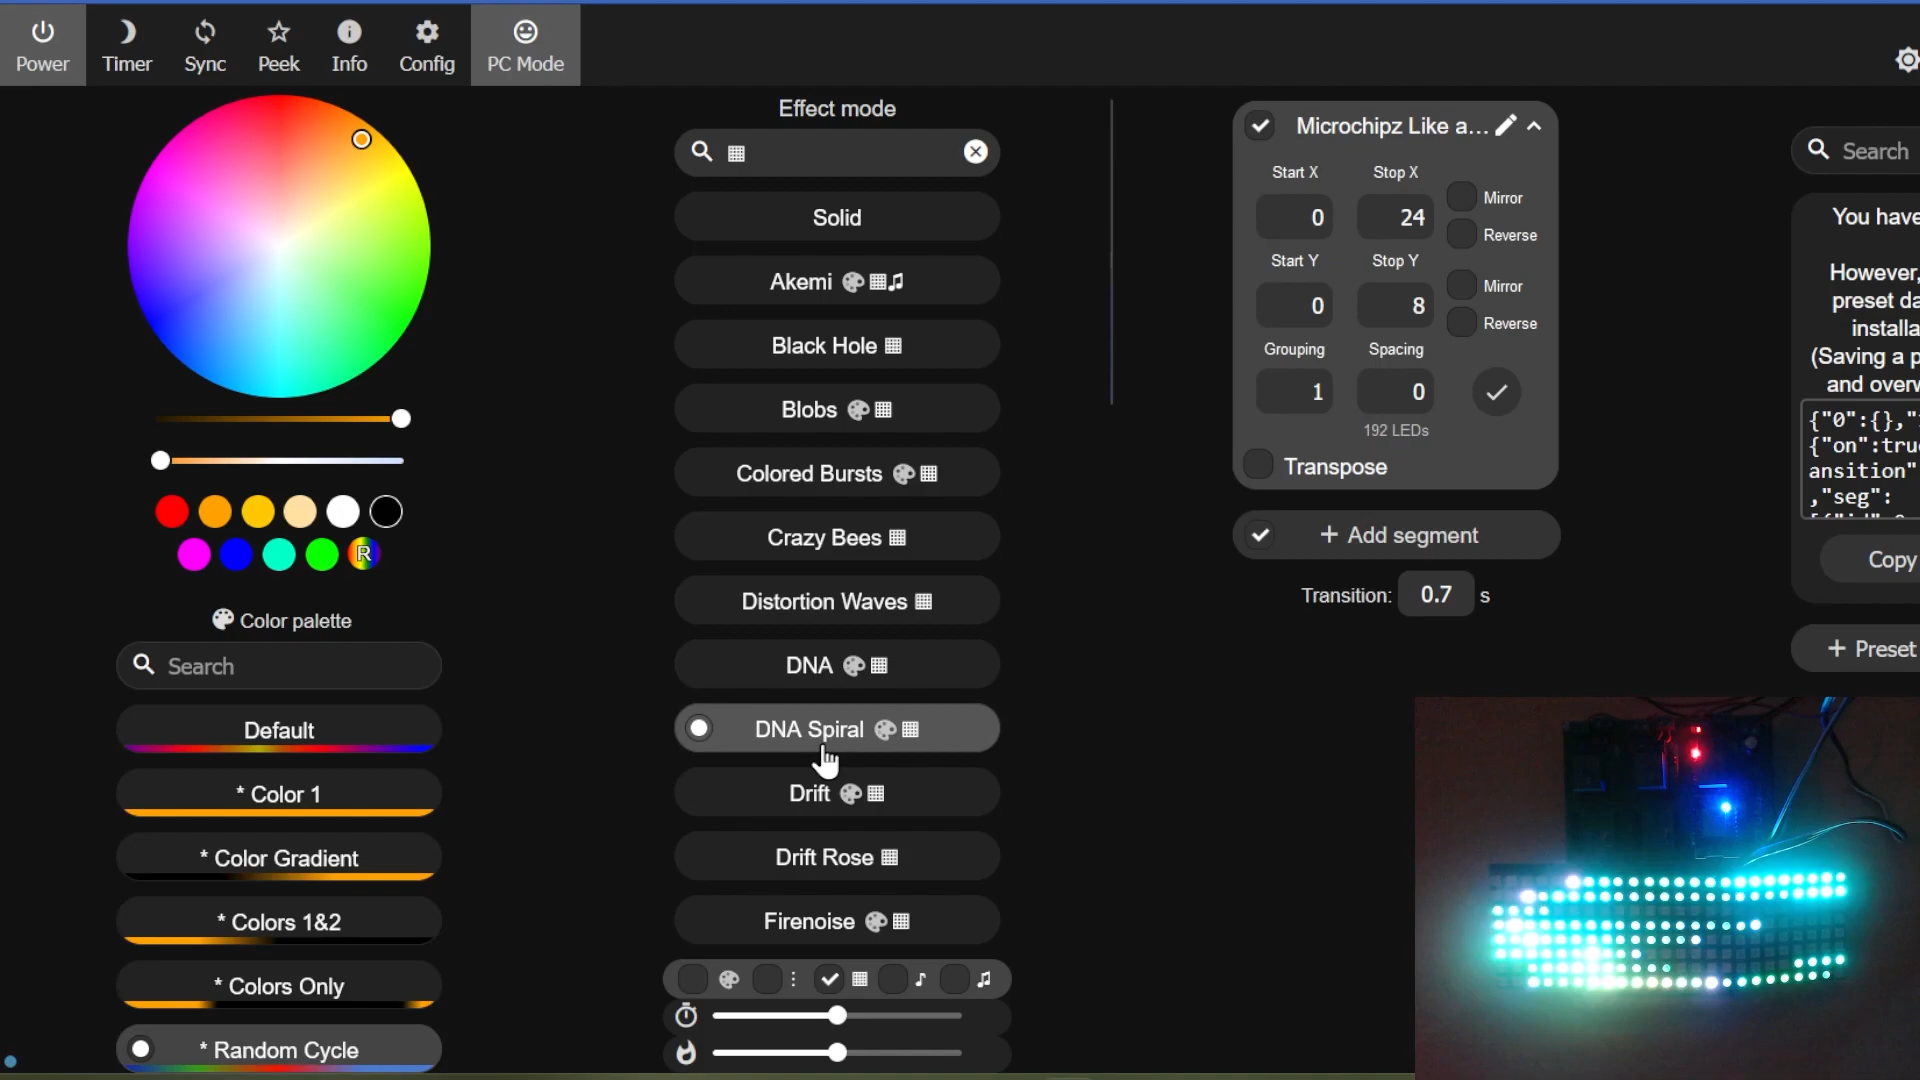 Power
Timer
Sync
Peek
Info
Config
PC Mode
R
Color palette
Search
Default
* Color 1
* Color Gradient
* Colors 1&2
* Colors Only
* Random Cycle
Effect mode
Solid
Akemi
Black Hole
Blobs
Colored Bursts
Crazy Bees
Distortion Waves
DNA
DNA Spiral
Drift
Drift Rose
Firenoise
Microchipz Like a...
Start X
Stop X
0
24
Mirror
Reverse
Start Y
Stop Y
0
8
Mirror
Reverse
Grouping
Spacing
1
0
192 LEDs
Transpose
+ Add segment
Transition: 0.7 s
Search
You have
However,
preset da
installa
(Saving a p
and overw
{"0":{},"
{"on":tru
ansition"
,"seg":
Copy
+ Preset